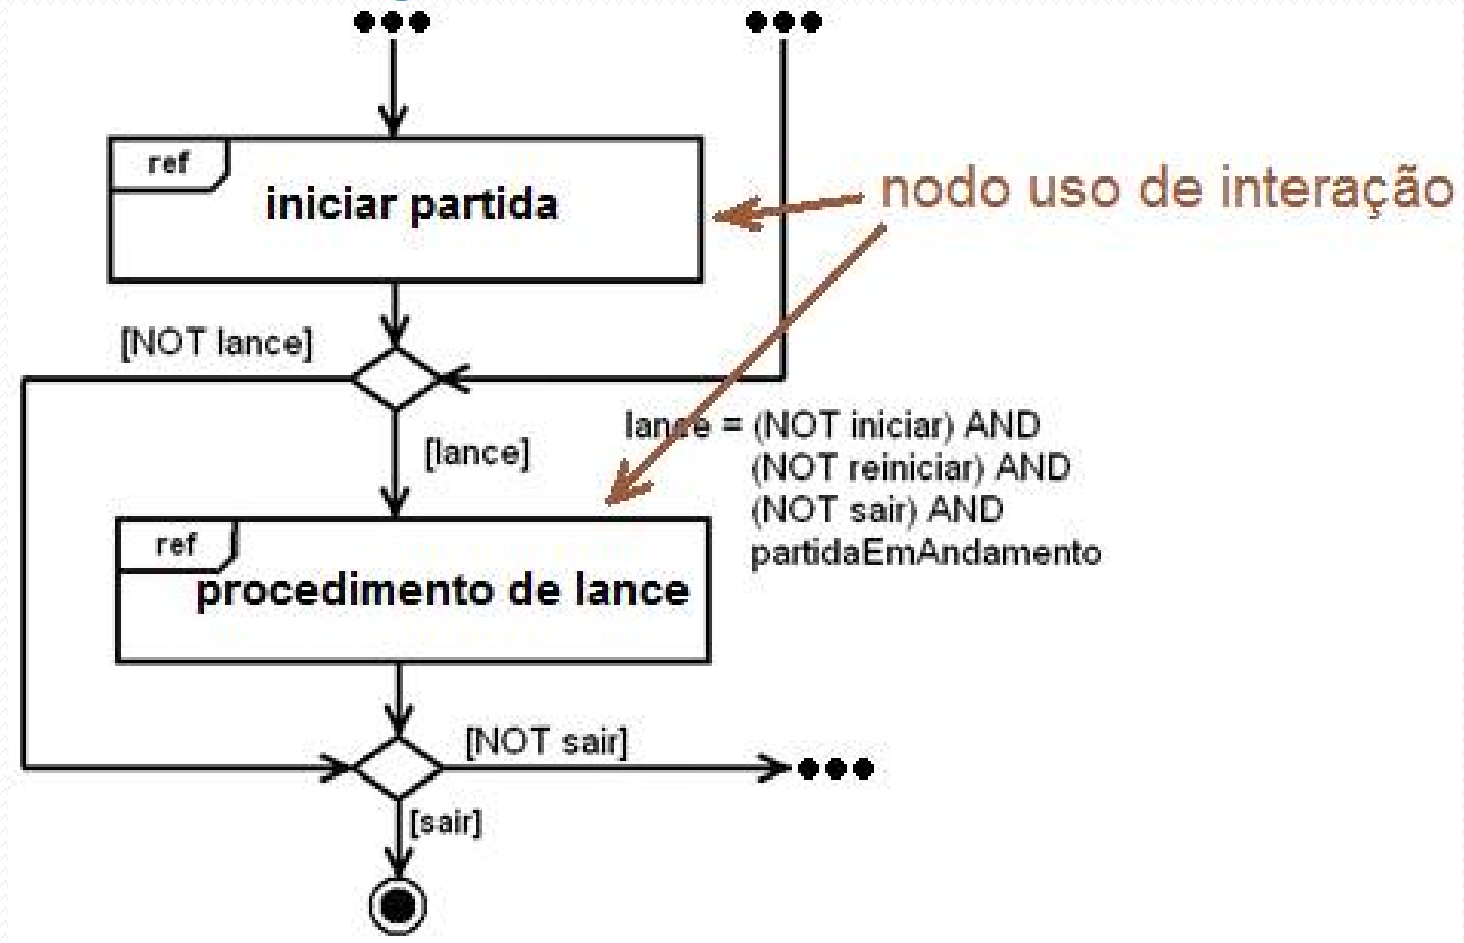 ref
iniciar partida
nodo uso de interação
[NOT lance]
[lance]
lance = (NOT iniciar) AND
(NOT reiniciar) AND
(NOT sair) AND
partidaEmAndamento
ref
procedimento de lance
[NOT sair]
[sair]